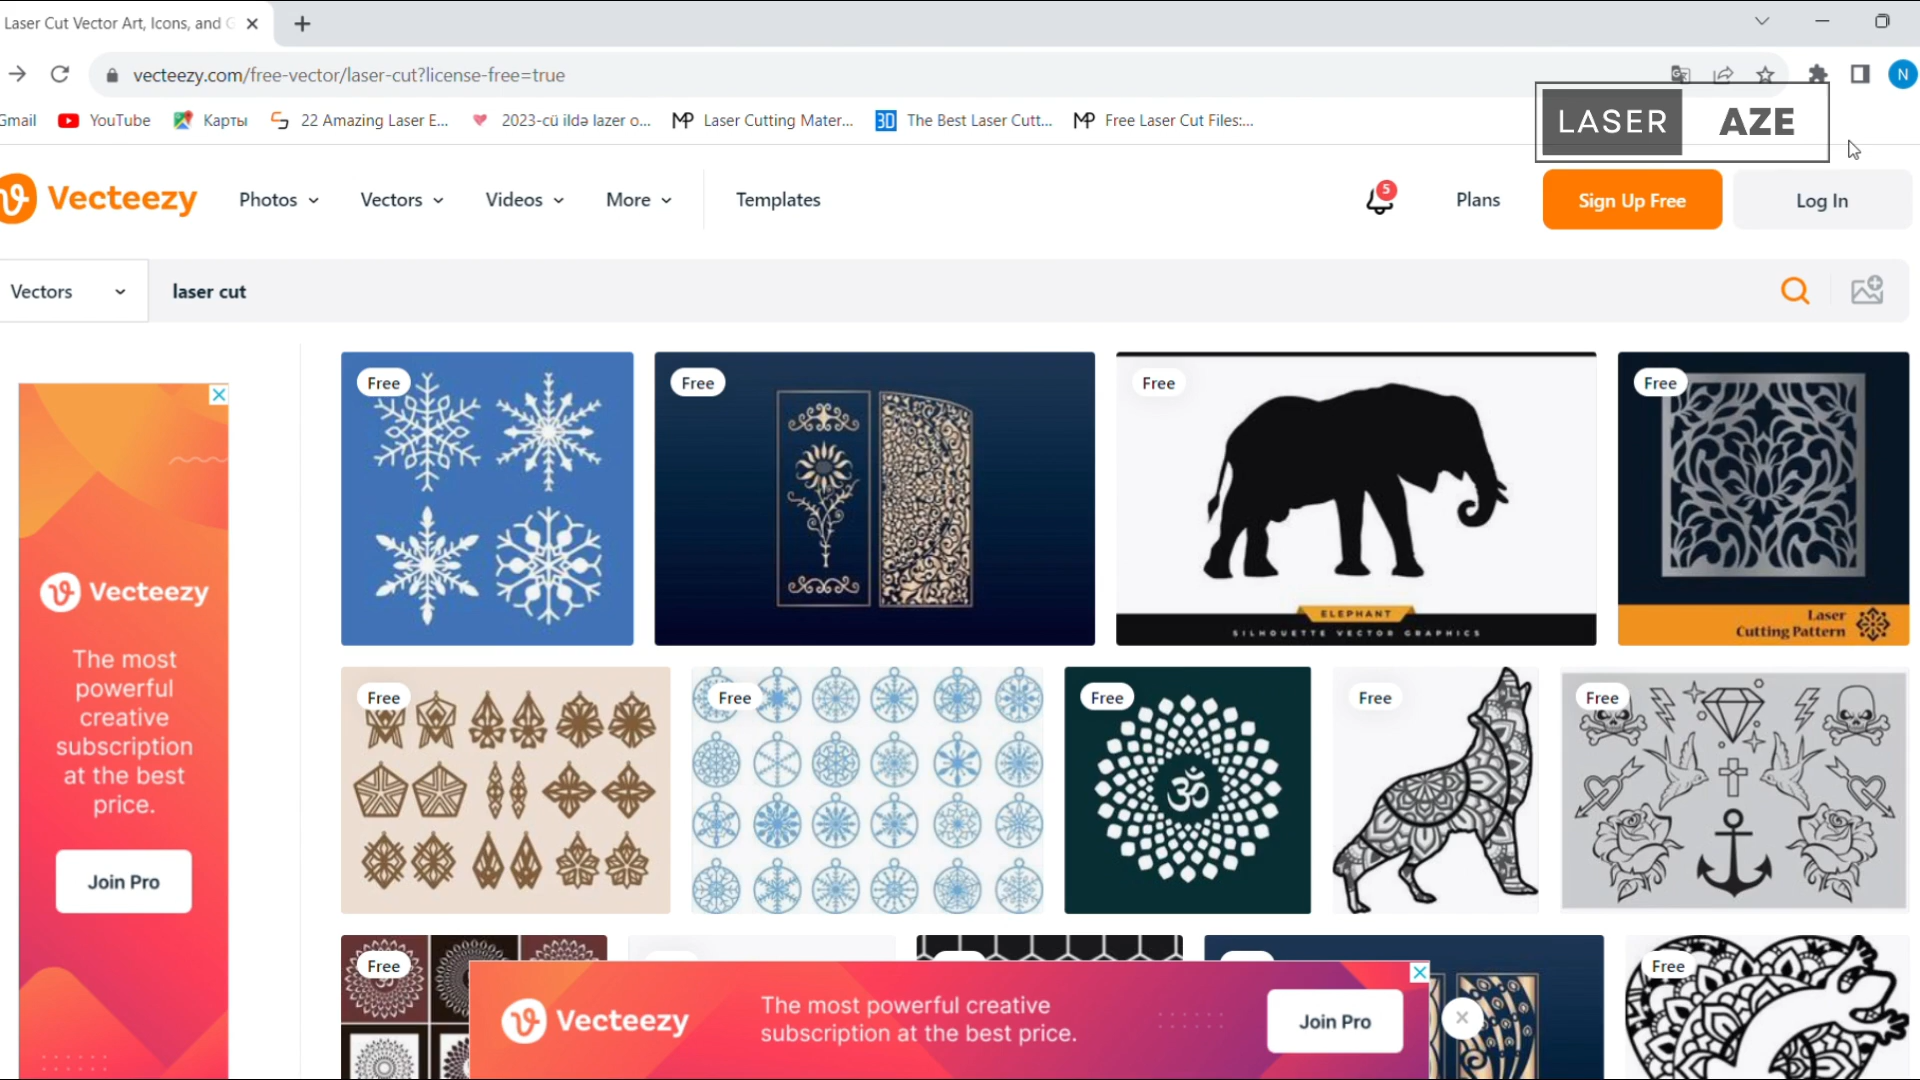 Laser Cut Vector Art, Icons, and G
vecteezy.com/free-vector/laser-cut?license-free=true
N
Gmail
YouTube
Карты
22 Amazing Laser E...
2023-cü ildə lazer o...
MP Laser Cutting Mater...
3D The Best Laser Cutt...
MP Free Laser Cut Files:...
LASER AZE
Vecteezy
Photos
Vectors
Videos
More
Templates
5
Plans
Sign Up Free
Log In
Vectors
laser cut
Free
Free
Free
Free
ELEPHANT
SILHOUETTE VECTOR GRAPHICS
Laser
Cutting Pattern
Vecteezy
The most
powerful
creative
subscription
at the best
price.
Join Pro
Free
Free
Free
ॐ
Free
Free
Free
Free
Vecteezy
The most powerful creative
subscription at the best price.
Join Pro